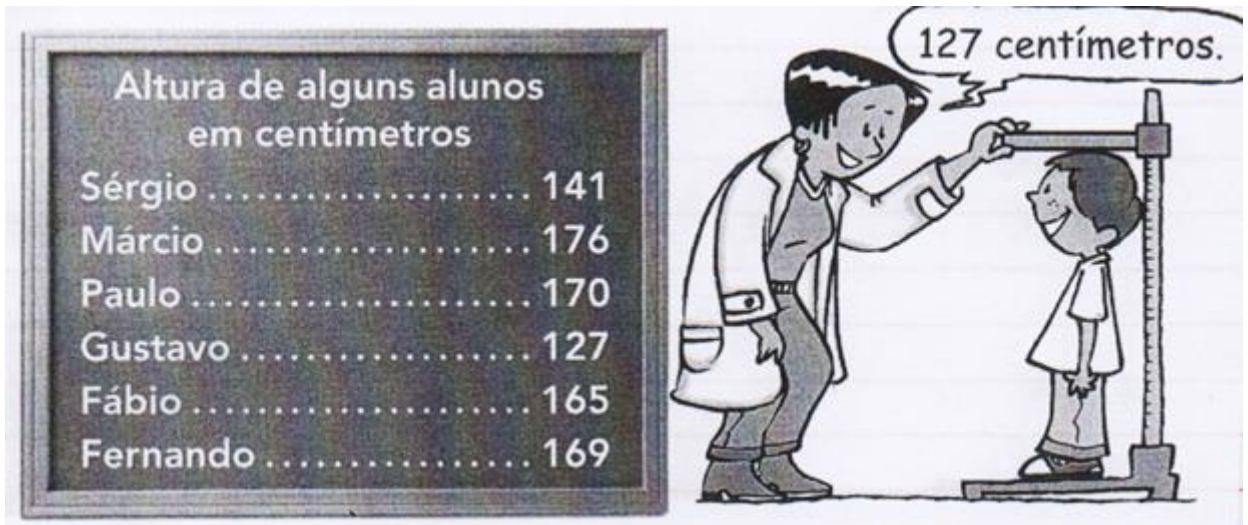 Altura de alguns alunos
em centímetros
Sérgio .................... 141
Márcio .................... 176
Paulo ..................... 170
Gustavo .................. 127
Fábio ..................... 165
Fernando ................ 169
127 centímetros.